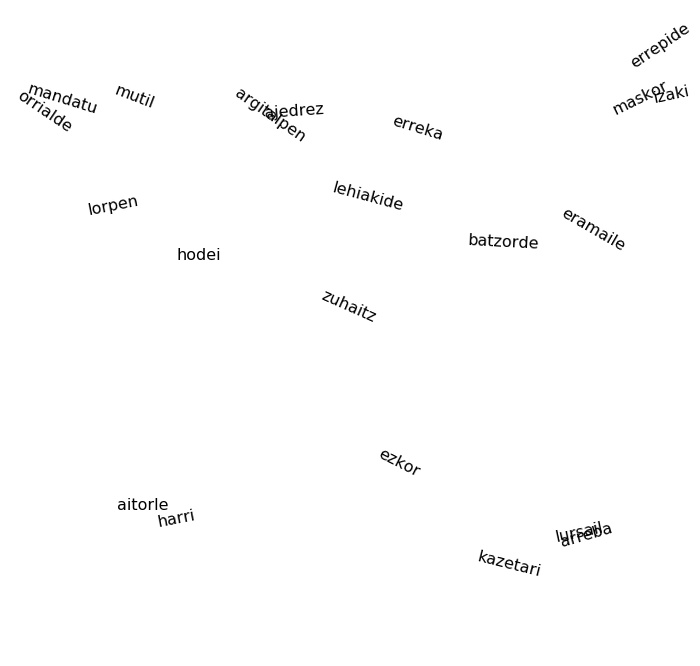 errepide
mandatu
mutil
orrialde
argitalpen
maskor
izaki
erreka
lehiakide
lorpen
eramaile
batzorde
hodei
zuhaitz
ezkor
aitorle
harri
lursail
arreba
kazetari